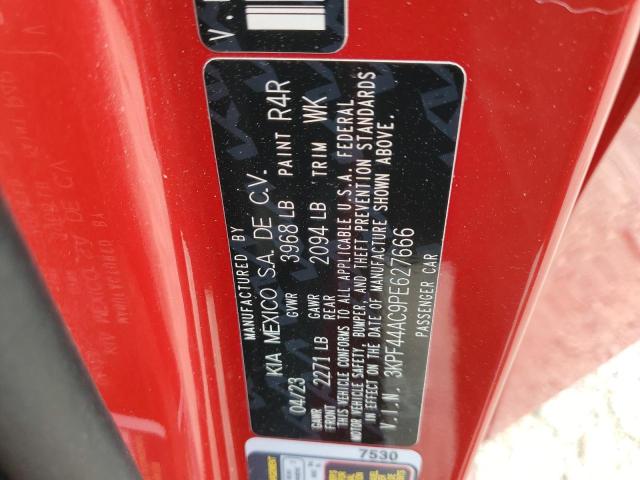 MANUFACTURED BY
KIA MEXICO S.A. DE C.V.
04/23 GVWR 3968 LB PAINT R4R
GAWR FRONT 2271 LB GAWR REAR 2094 LB TRIM WK
THIS VEHICLE CONFORMS TO ALL APPLICABLE U.S.A. FEDERAL
MOTOR VEHICLE SAFETY, BUMPER, AND THEFT PREVENTION STANDARDS
IN EFFECT ON THE DATE OF MANUFACTURE SHOWN ABOVE.
V.I.N. 3KPF44AC9PE627666
PASSENGER CAR
7530